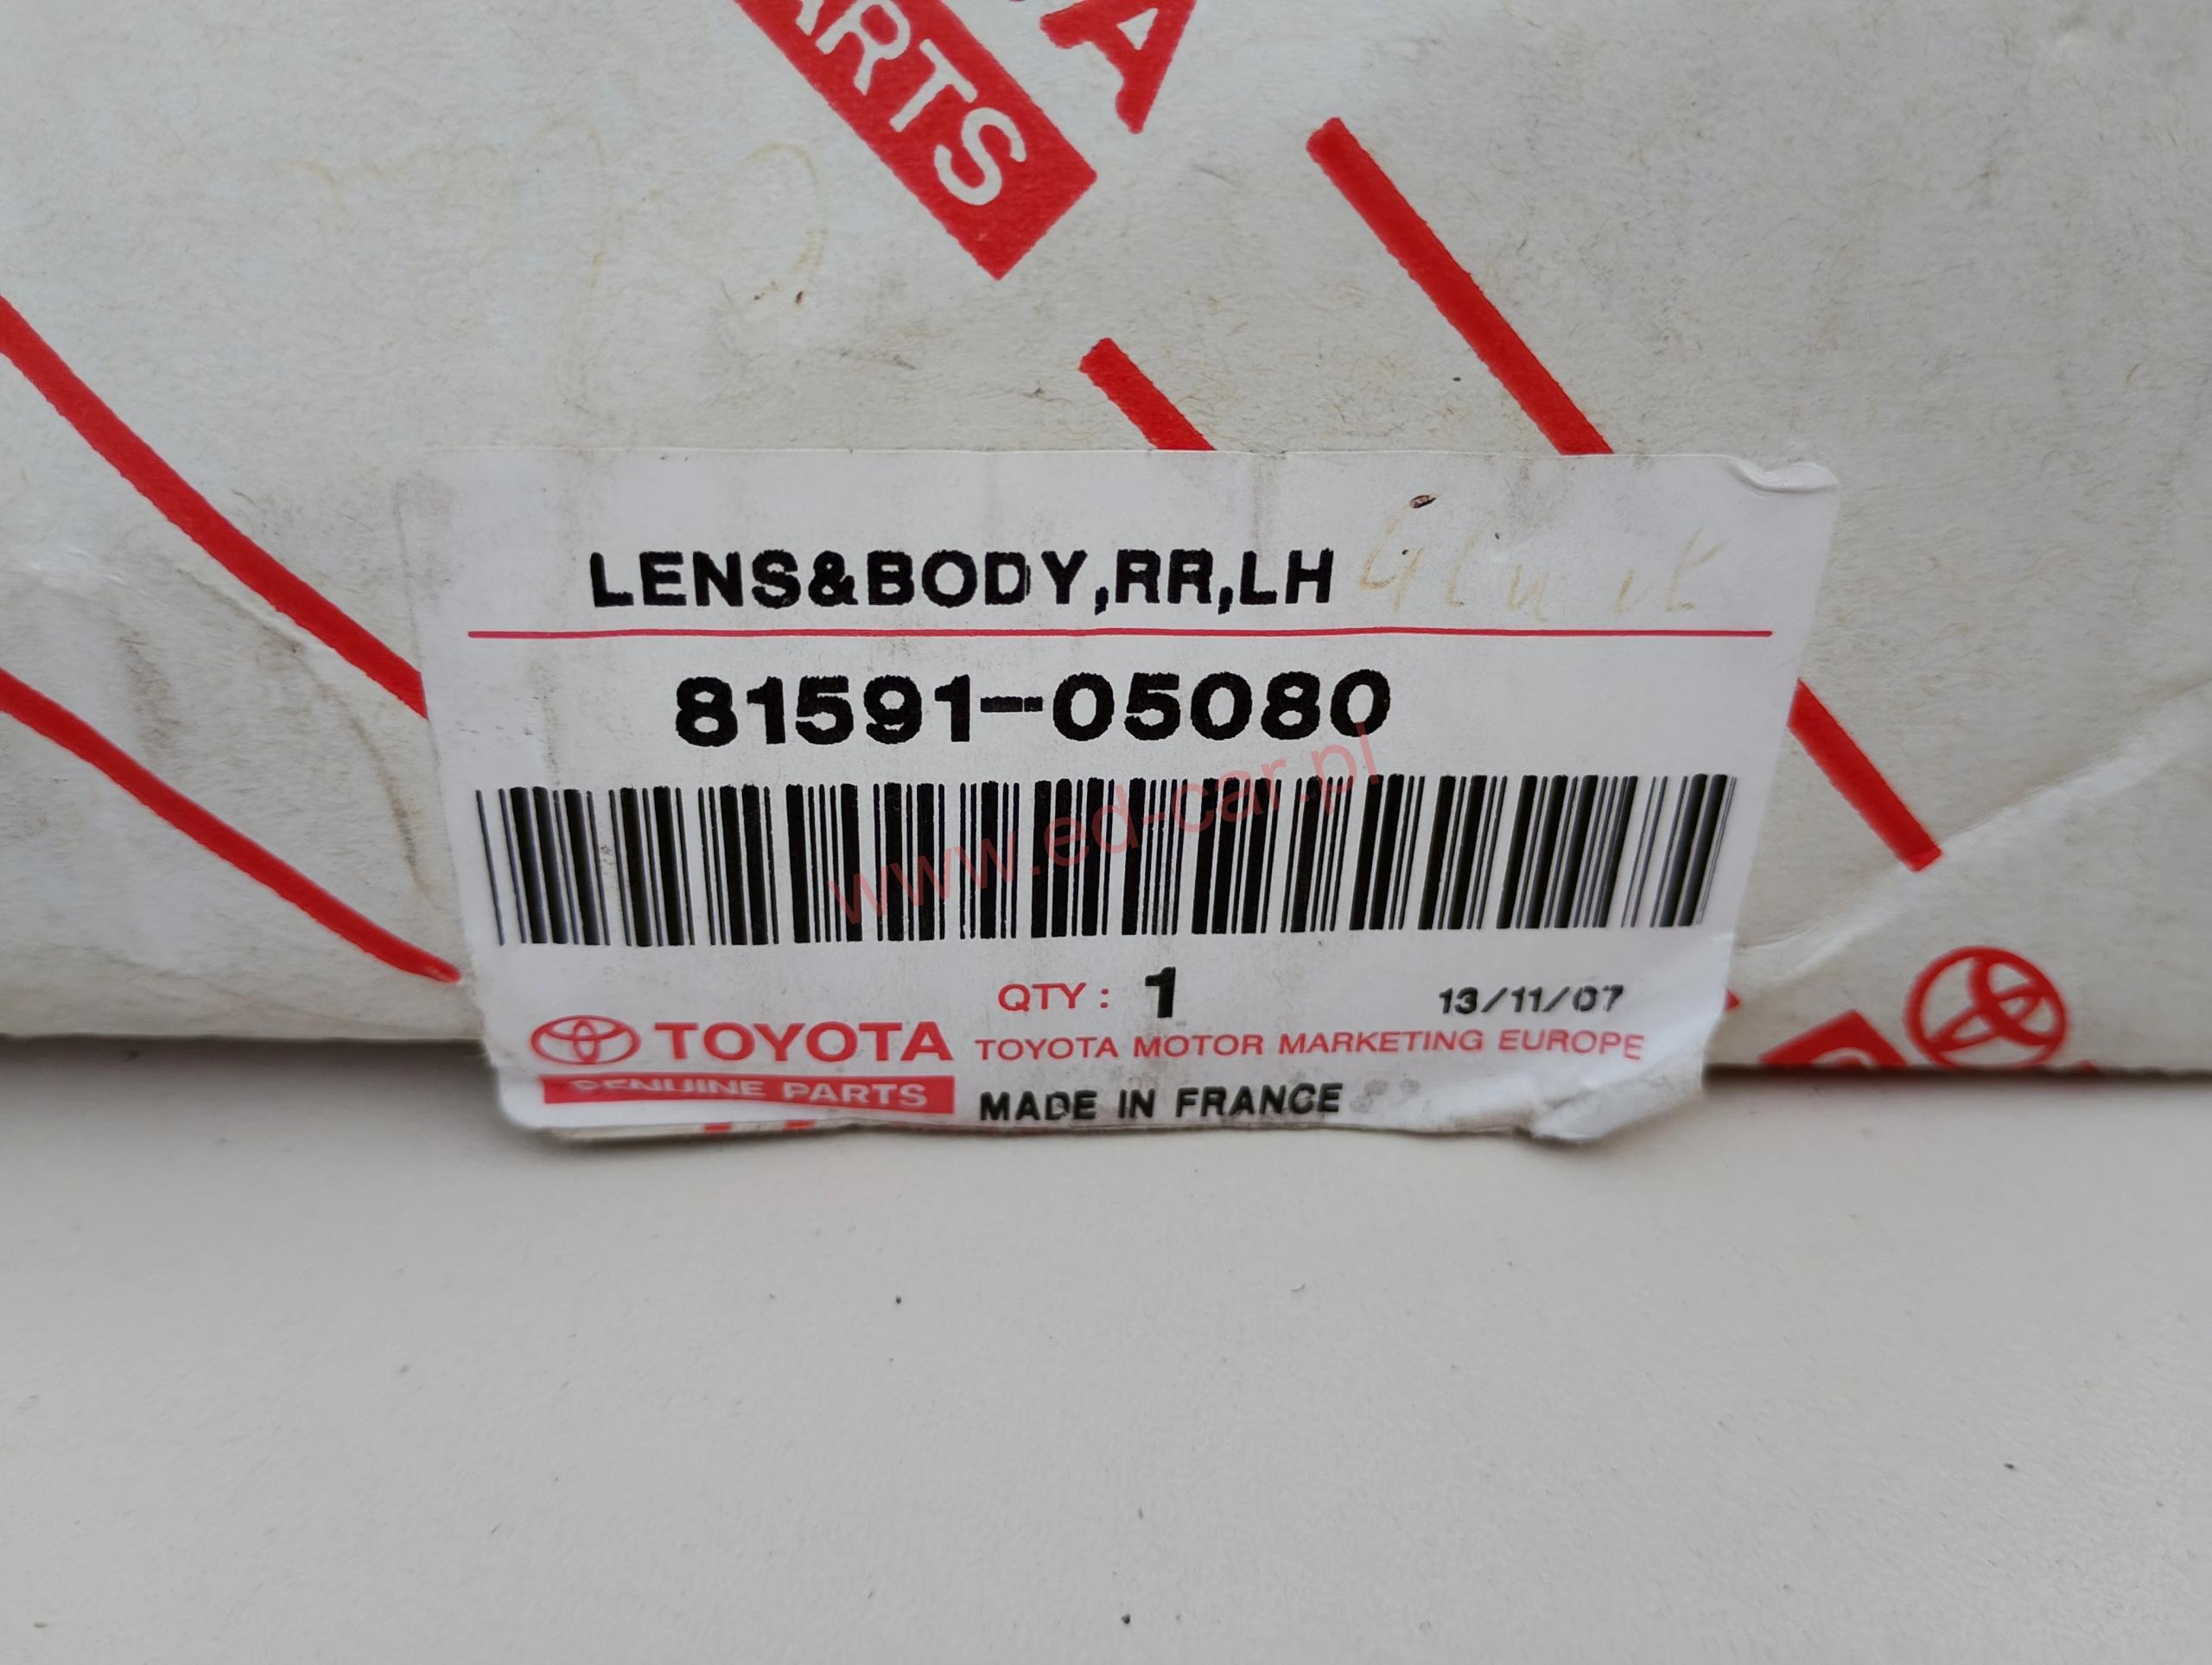 PARTS
A
LENS&BODY,RR,LH
81591-05080
www.ed-car.pl
QTY: 1
13/11/07
TOYOTA
TOYOTA MOTOR MARKETING EUROPE
GENUINE PARTS
MADE IN FRANCE